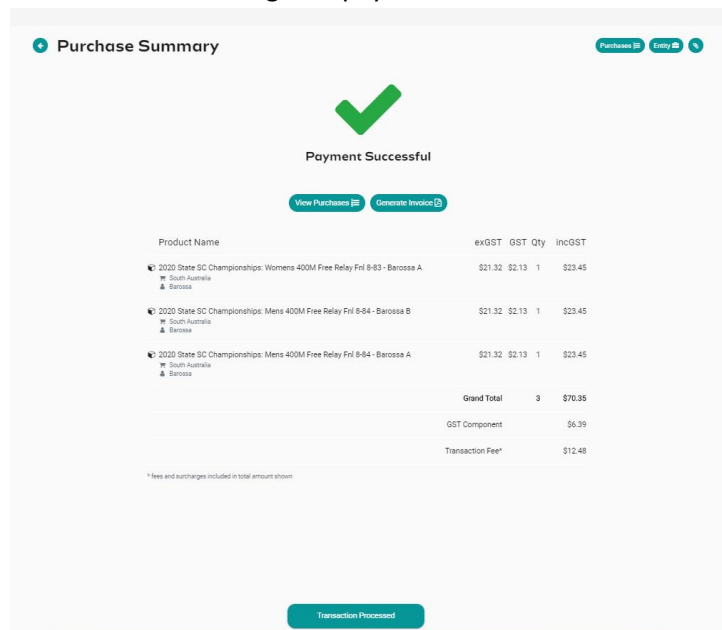 Purchase Summary
Purchases Entity
Payment Successful
View Purchases Generate Invoice
Product Name exGST GST Qty incGST
2020 State SC Championships: Womens 400M Free Relay Fnl 8-83 - Barossa A $21.32 $2.13 1 $23.45
South Australia
Barossa
2020 State SC Championships: Mens 400M Free Relay Fnl 8-84 - Barossa B $21.32 $2.13 1 $23.45
South Australia
Barossa
2020 State SC Championships: Mens 400M Free Relay Fnl 8-84 - Barossa A $21.32 $2.13 1 $23.45
South Australia
Barossa
Grand Total 3 $70.35
GST Component $6.39
Transaction Fee* $12.48
* fees and surcharges included in total amount shown
Transaction Processed